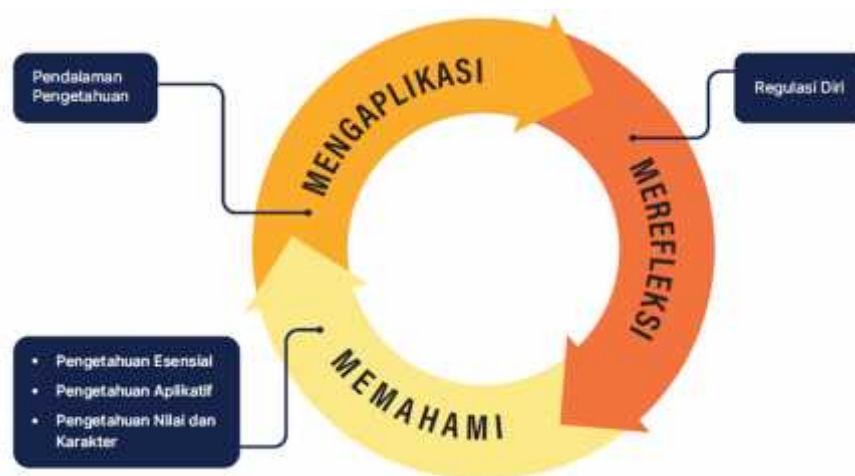 Pendalaman
Pengetahuan
MENGAPLIKASI
Regulasi Diri
MEREFLEKSI
MEMAHAMI
• Pengetahuan Esensial
• Pengetahuan Aplikatif
• Pengetahuan Nilai dan
Karakter